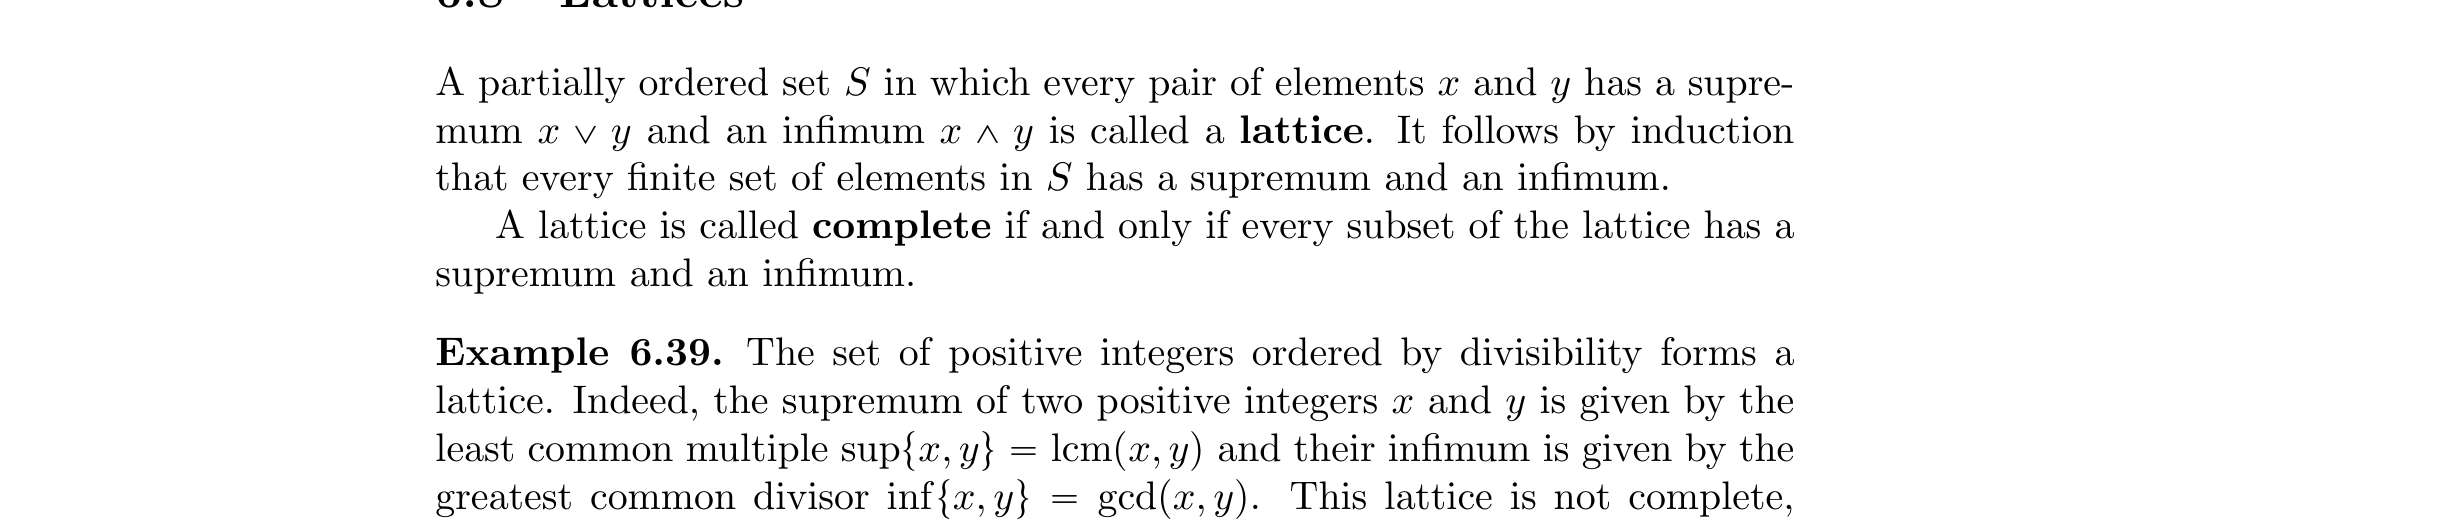 6.8 Lattices
A partially ordered set S in which every pair of elements x and y has a supre-
mum x ∨ y and an infimum x ∧ y is called a lattice. It follows by induction
that every finite set of elements in S has a supremum and an infimum.
A lattice is called complete if and only if every subset of the lattice has a
supremum and an infimum.
Example 6.39. The set of positive integers ordered by divisibility forms a
lattice. Indeed, the supremum of two positive integers x and y is given by the
least common multiple sup{x, y} = lcm(x, y) and their infimum is given by the
greatest common divisor inf{x, y} = gcd(x, y). This lattice is not complete,